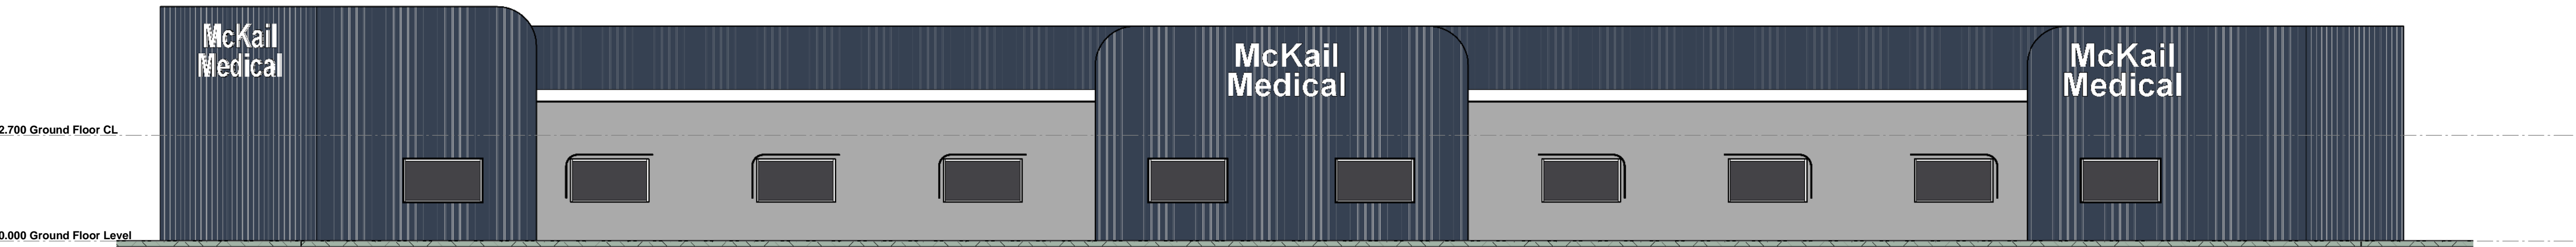 McKail
Medical
McKail
Medical
McKail
Medical
2.700 Ground Floor CL
0.000 Ground Floor Level